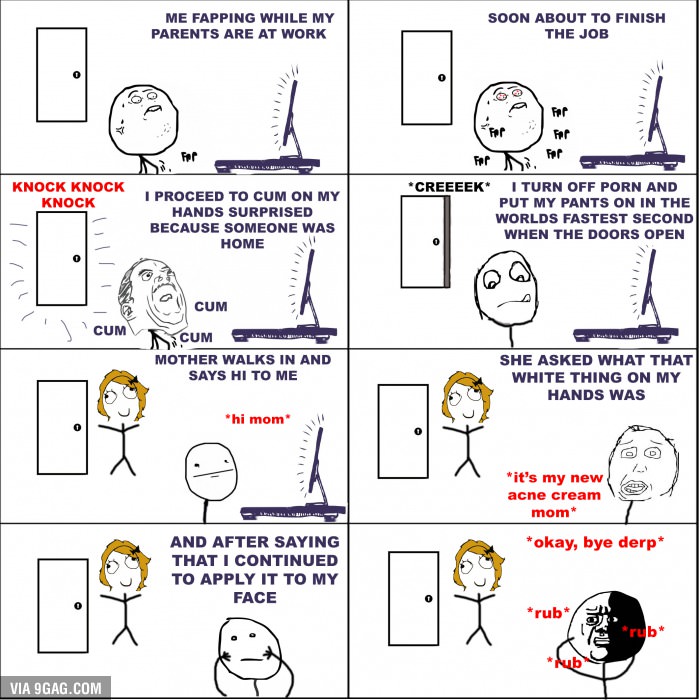 ME FAPPING WHILE MY
PARENTS ARE AT WORK
FAP
SOON ABOUT TO FINISH
THE JOB
FAP
FAP
FAP
FAP
FAP
FAP
KNOCK KNOCK
KNOCK
I PROCEED TO CUM ON MY
HANDS SURPRISED
BECAUSE SOMEONE WAS
HOME
CUM
CUM
CUM
*CREEEEK*
I TURN OFF PORN AND
PUT MY PANTS ON IN THE
WORLDS FASTEST SECOND
WHEN THE DOORS OPEN
MOTHER WALKS IN AND
SAYS HI TO ME
*hi mom*
SHE ASKED WHAT THAT
WHITE THING ON MY
HANDS WAS
*it's my new
acne cream
mom*
AND AFTER SAYING
THAT I CONTINUED
TO APPLY IT TO MY
FACE
*okay, bye derp*
*rub*
*rub*
*rub*
VIA 9GAG.COM